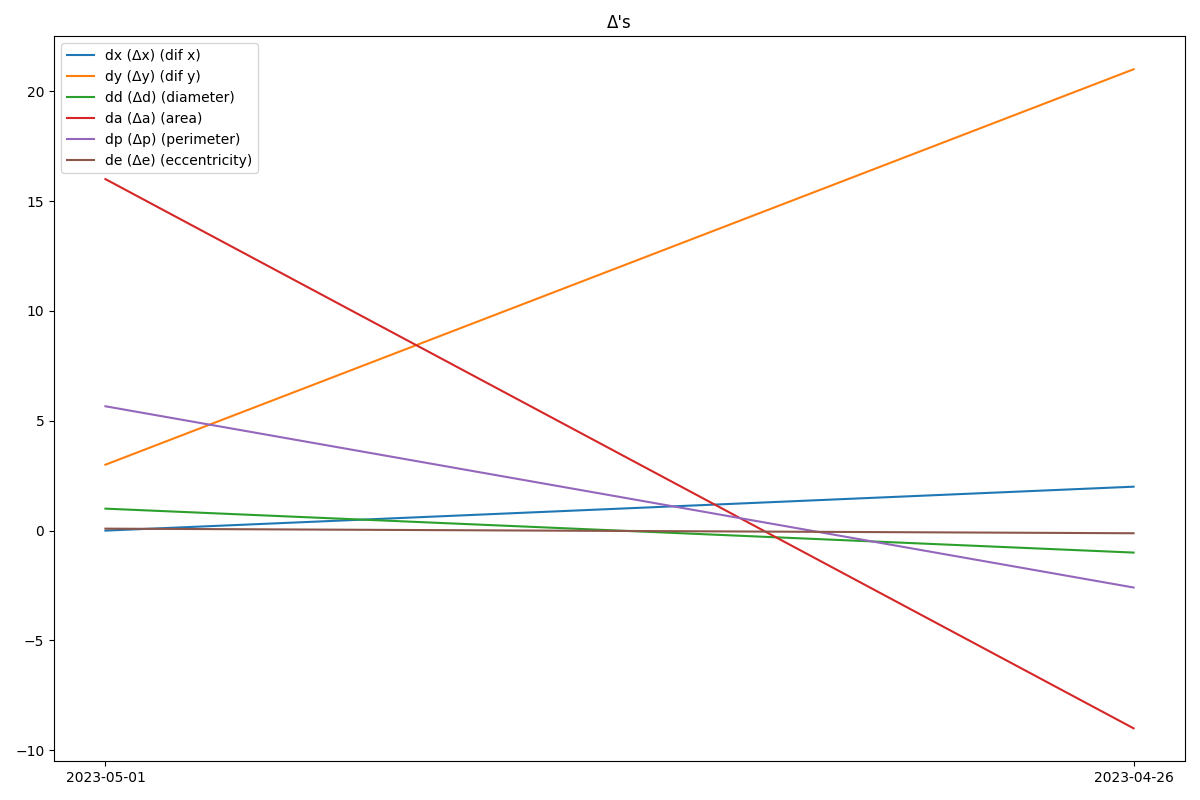 Δ's
dx (Δx) (dif x)
dy (Δy) (dif y)
dd (Δd) (diameter)
da (Δa) (area)
dp (Δp) (perimeter)
de (Δe) (eccentricity)
20
15
10
5
0
−5
−10
2023-05-01 2023-04-26